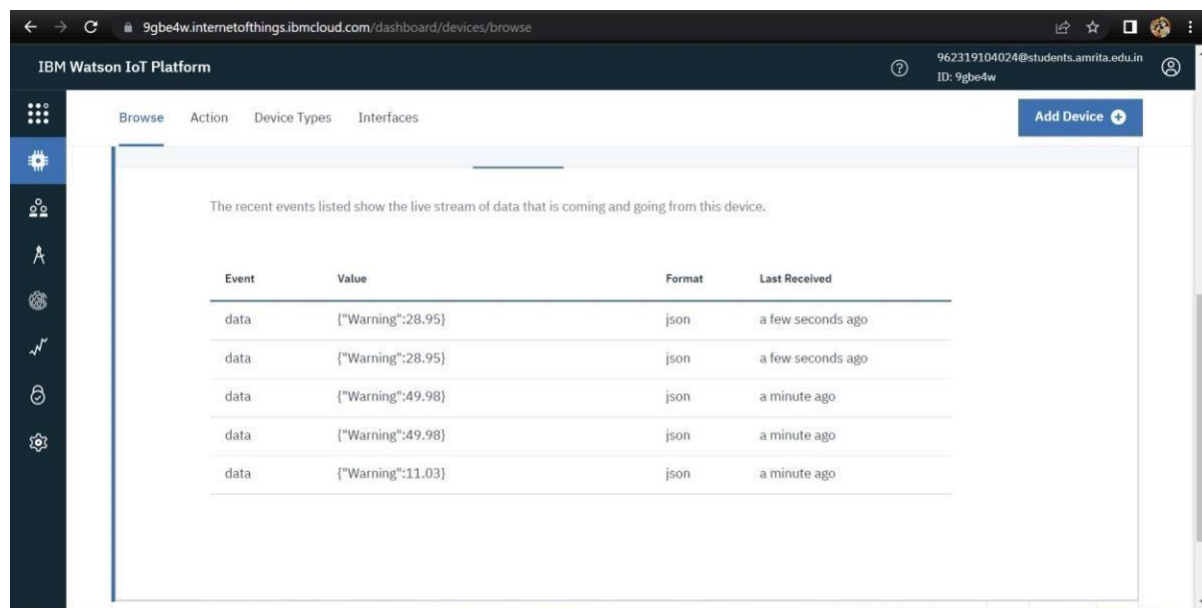 9gbe4w.internetofthings.ibmcloud.com/dashboard/devices/browse
IBM Watson IoT Platform
962319104024@students.amrita.edu.in
ID: 9gbe4w
Browse Action Device Types Interfaces
Add Device
The recent events listed show the live stream of data that is coming and going from this device.
Event Value Format Last Received
data {"Warning":28.95} json a few seconds ago
data {"Warning":28.95} json a few seconds ago
data {"Warning":49.98} json a minute ago
data {"Warning":49.98} json a minute ago
data {"Warning":11.03} json a minute ago